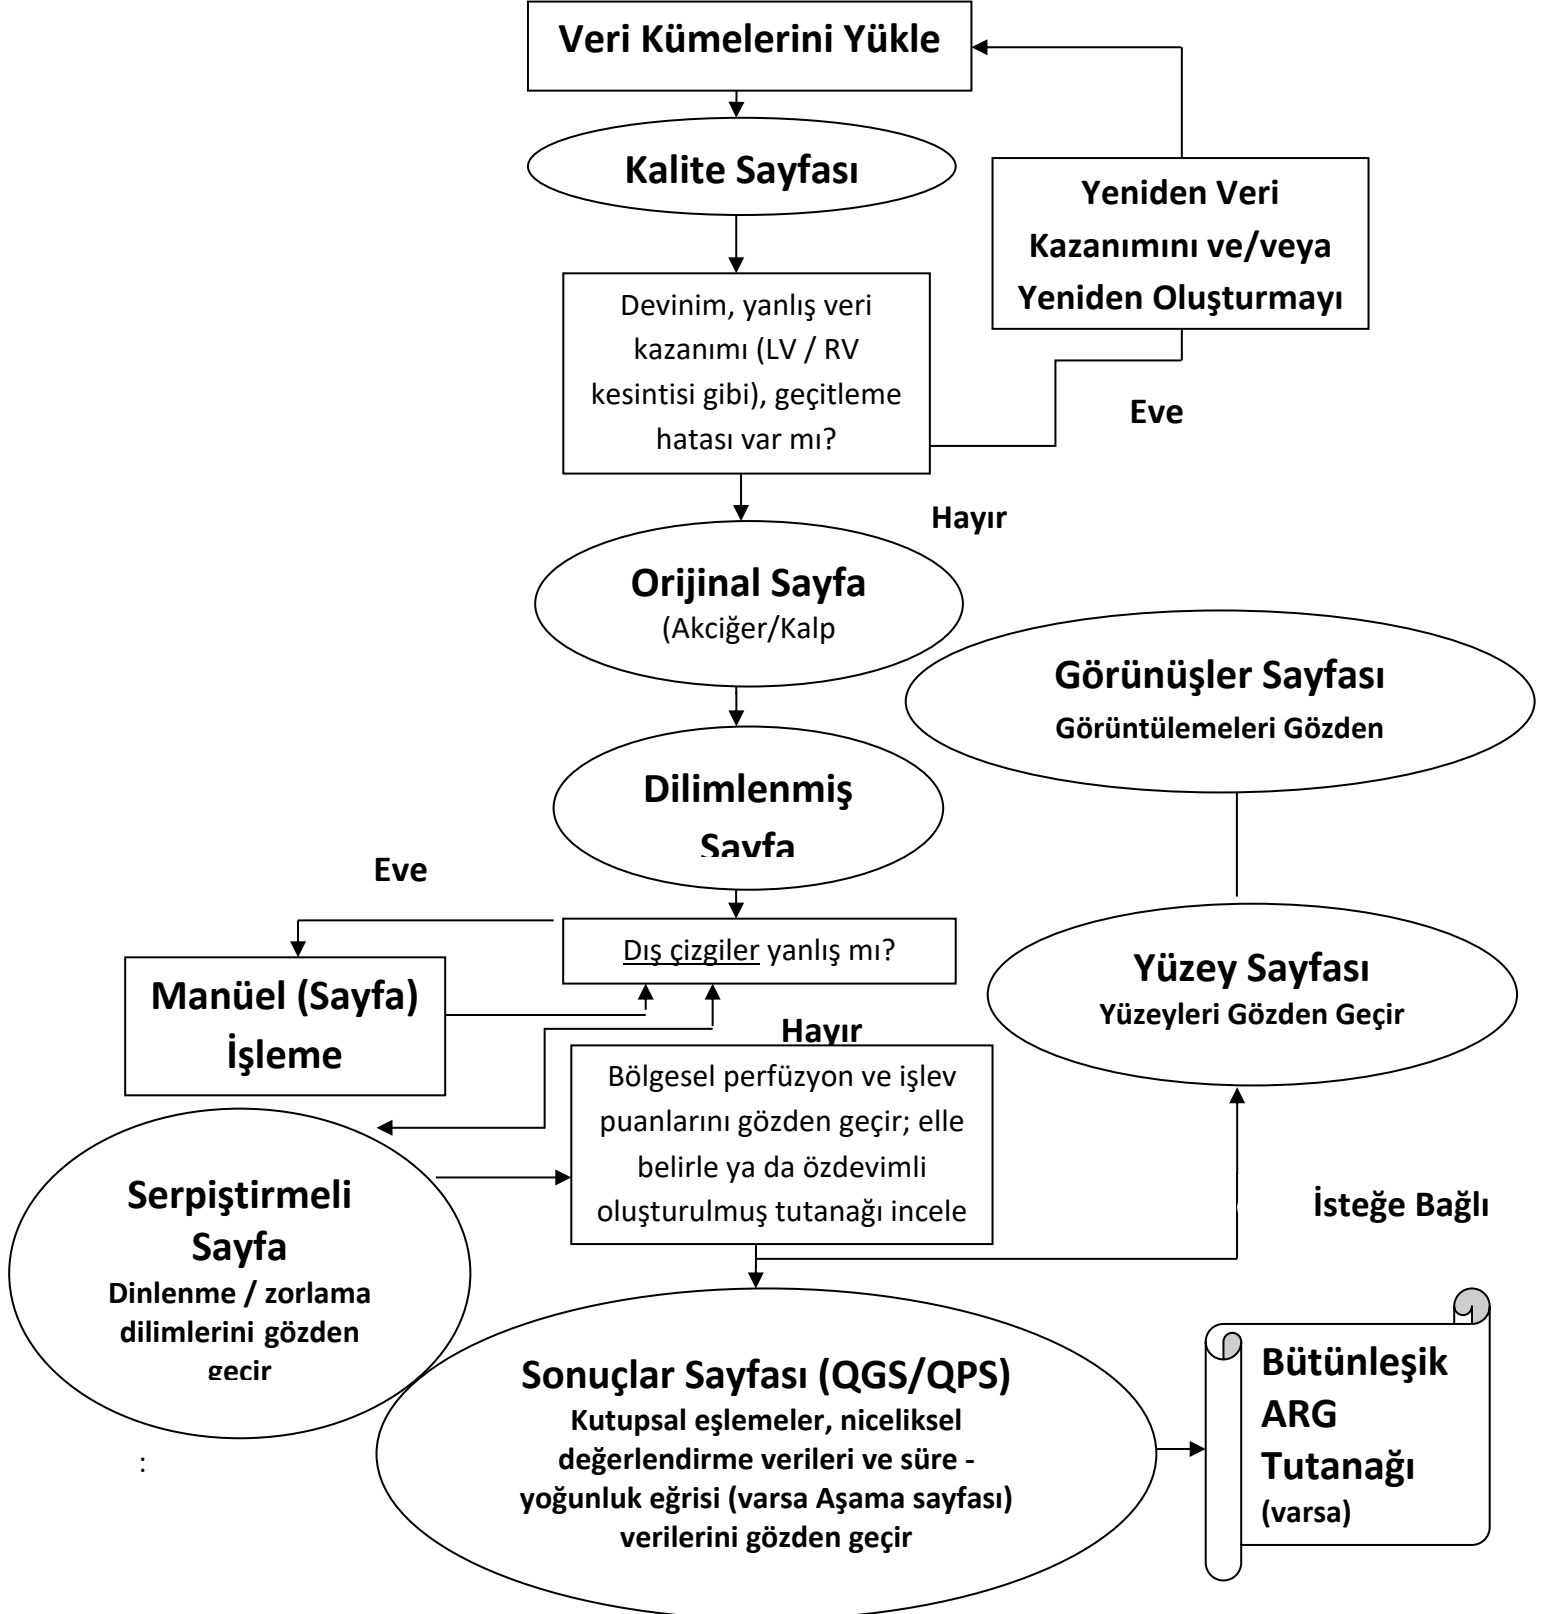 Veri Kümelerini Yükle
Kalite Sayfası
Yeniden Veri
Kazanımını ve/veya
Yeniden Oluşturmayı
Devinim, yanlış veri
kazanımı (LV / RV
kesintisi gibi), geçitleme
hatası var mı?
Eve
Hayır
Orijinal Sayfa
(Akciğer/Kalp
Görünüşler Sayfası
Görüntülemeleri Gözden
Dilimlenmiş
Sayfa
Eve
Dış çizgiler yanlış mı?
Yüzey Sayfası
Yüzeyleri Gözden Geçir
Manüel (Sayfa)
İşleme
Hayır
Bölgesel perfüzyon ve işlev
puanlarını gözden geçir; elle
belirle ya da özdevimli
oluşturulmuş tutanağı incele
Serpiştirmeli
Sayfa
Dinlenme / zorlama
dilimlerini gözden
geçir
İsteğe Bağlı
Sonuçlar Sayfası (QGS/QPS)
Kutupsal eşlemeler, niceliksel
değerlendirme verileri ve süre -
yoğunluk eğrisi (varsa Aşama sayfası)
verilerini gözden geçir
Bütünleşik
ARG
Tutanağı
(varsa)
: